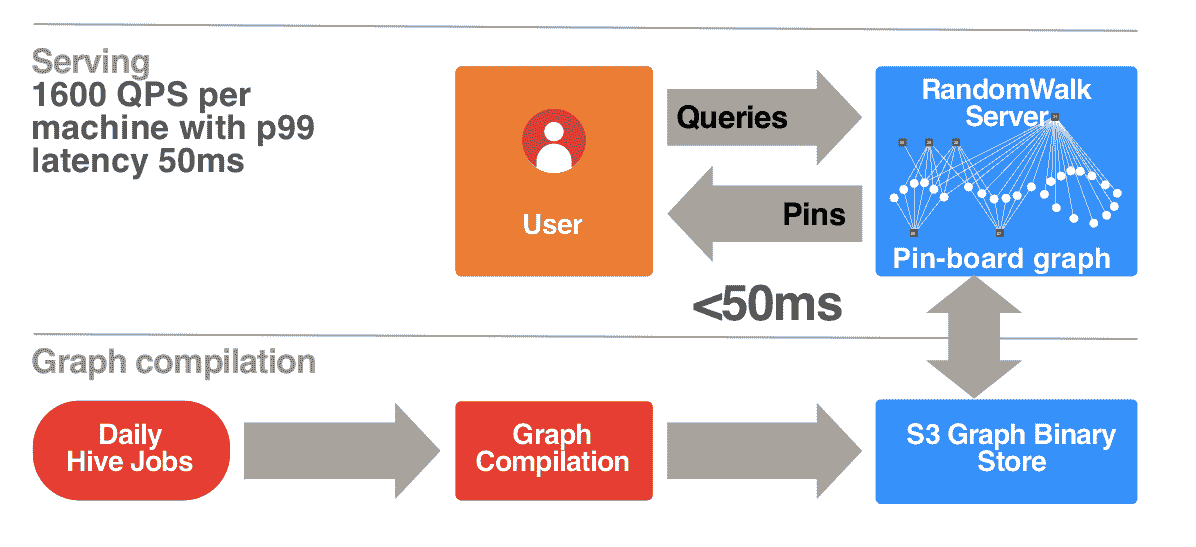 Serving
1600 QPS per
machine with p99
latency 50ms
User
Queries
Pins
<50ms
RandomWalk
Server
Pin-board graph
Graph compilation
Daily
Hive Jobs
Graph
Compilation
S3 Graph Binary
Store